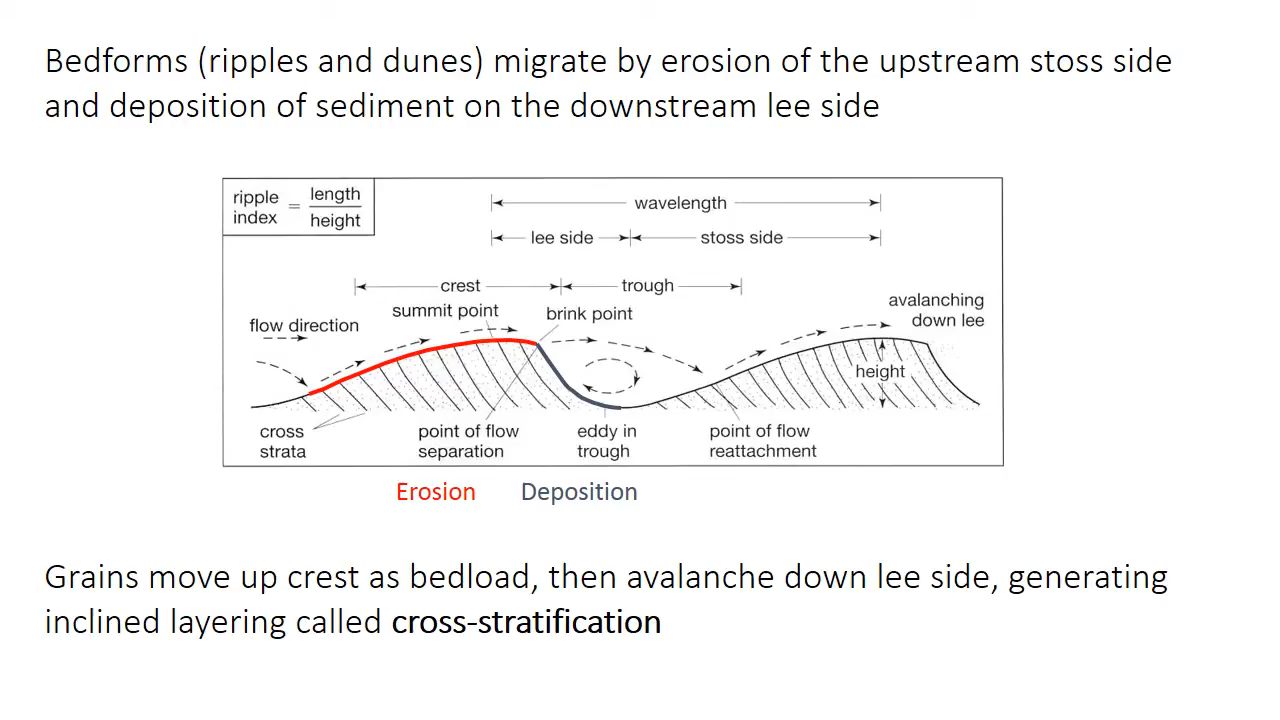 Bedforms (ripples and dunes) migrate by erosion of the upstream stoss side
and deposition of sediment on the downstream lee side
ripple
index
=
length
height
wavelength
lee side
stoss side
crest
trough
summit point
brink point
flow direction
avalanching
down lee
height
cross
strata
point of flow
separation
eddy in
trough
point of flow
reattachment
Erosion
Deposition
Grains move up crest as bedload, then avalanche down lee side, generating
inclined layering called cross-stratification